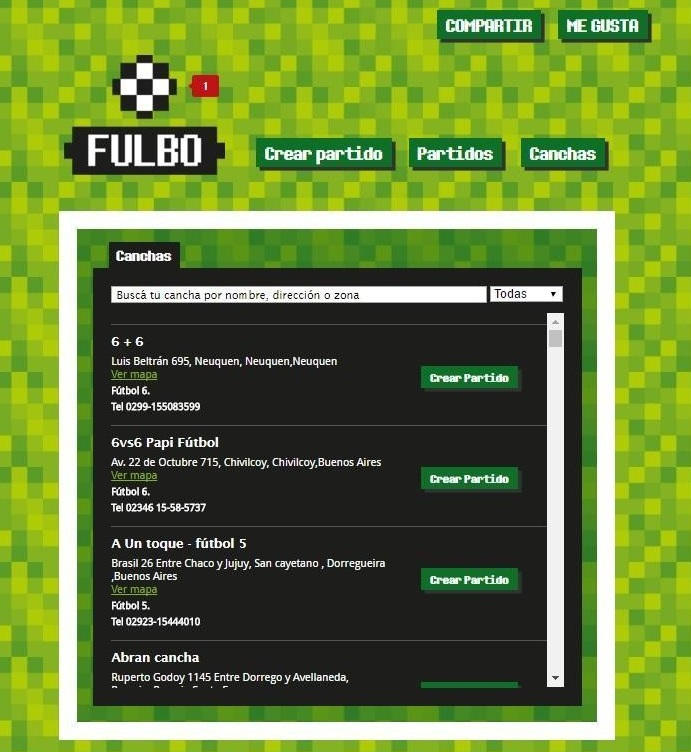 COMPARTIR ME GUSTA
1
FULBO
Crear partido Partidos Canchas
Canchas
Buscá tu cancha por nombre, dirección o zona Todas
6 + 6
Luis Beltrán 695, Neuquen, Neuquen,Neuquen
Ver mapa
Crear Partido
Fútbol 6.
Tel 0299-155083599
6vs6 Papi Fútbol
Av. 22 de Octubre 715, Chivilcoy, Chivilcoy,Buenos Aires
Ver mapa
Crear Partido
Fútbol 6.
Tel 02346 15-58-5737
A Un toque - fútbol 5
Brasil 26 Entre Chaco y Jujuy, San cayetano , Dorregueira
,Buenos Aires
Crear Partido
Ver mapa
Fútbol 5.
Tel 02923-15444010
Abran cancha
Ruperto Godoy 1145 Entre Dorrego y Avellaneda,